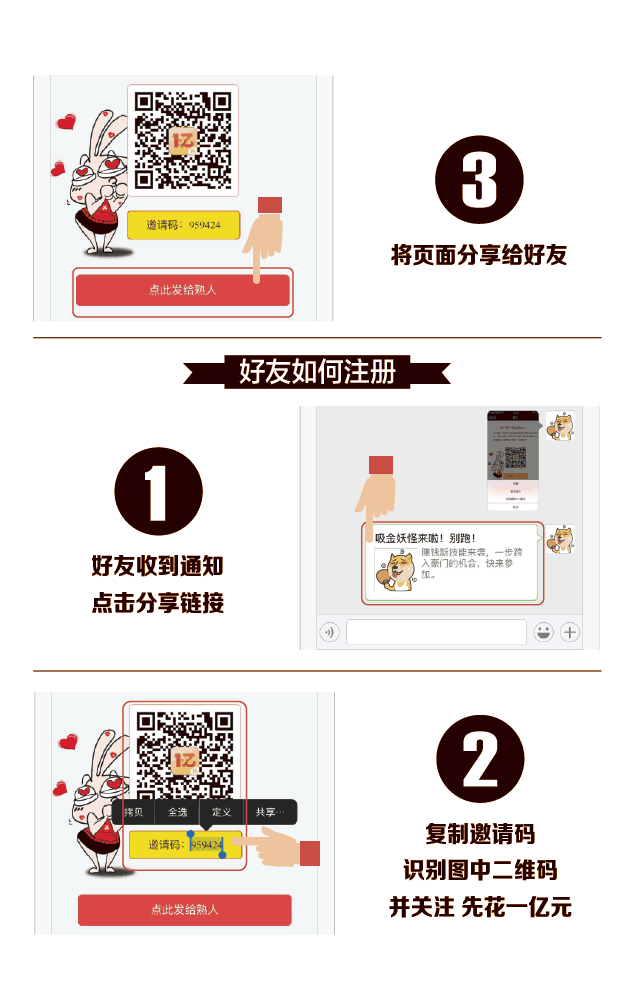 1亿
邀请码：959424
点此发给熟人
3
将页面分享给好友
好友如何注册
1
好友收到通知
点击分享链接
吸金妖怪来啦！别跑！
赚钱新技能来袭，一步跨
入豪门的机会，快来参
加。
1亿
拷贝 全选 定义 共享…
邀请码：959424
点此发给熟人
2
复制邀请码
识别图中二维码
并关注 先花一亿元